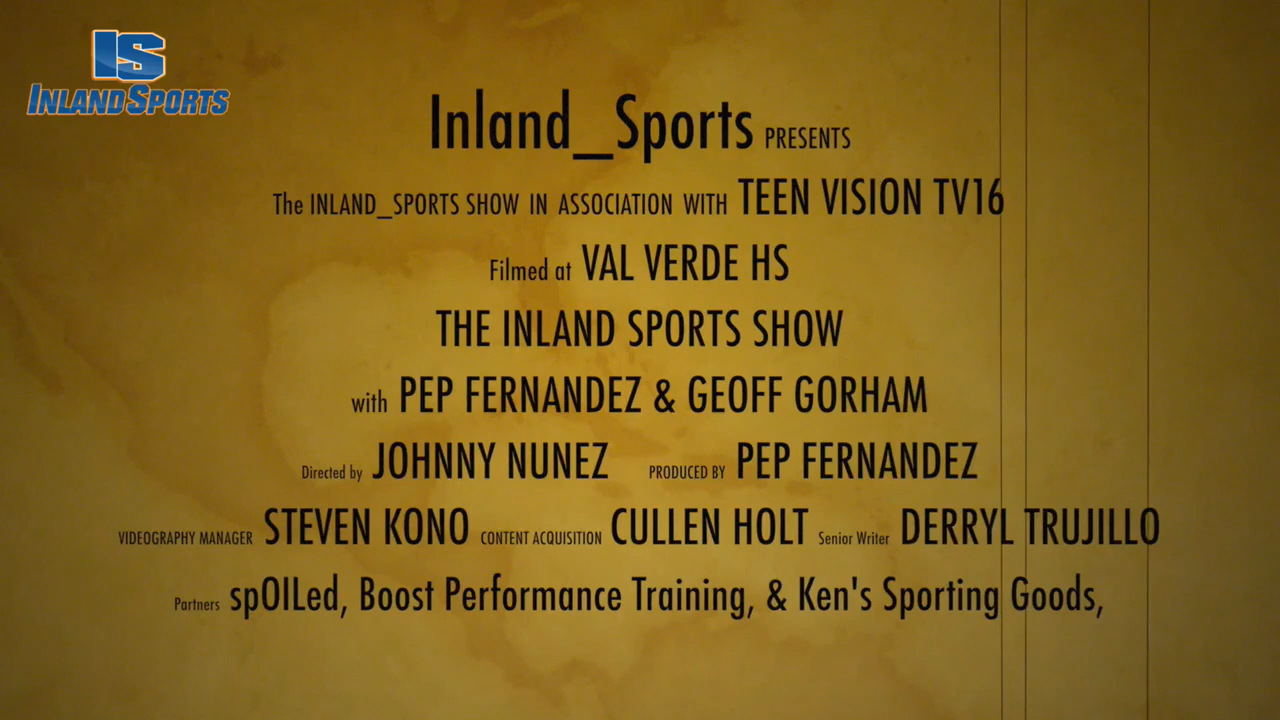 IS
INLANDSPORTS
Inland_Sports PRESENTS
The INLAND_SPORTS SHOW IN ASSOCIATION WITH TEEN VISION TV16
Filmed at VAL VERDE HS
THE INLAND SPORTS SHOW
with PEP FERNANDEZ & GEOFF GORHAM
Directed by JOHNNY NUNEZ PRODUCED BY PEP FERNANDEZ
VIDEOGRAPHY MANAGER STEVEN KONO CONTENT ACQUISITION CULLEN HOLT Senior Writer DERRYL TRUJILLO
Partners spOILed, Boost Performance Training, & Ken's Sporting Goods,